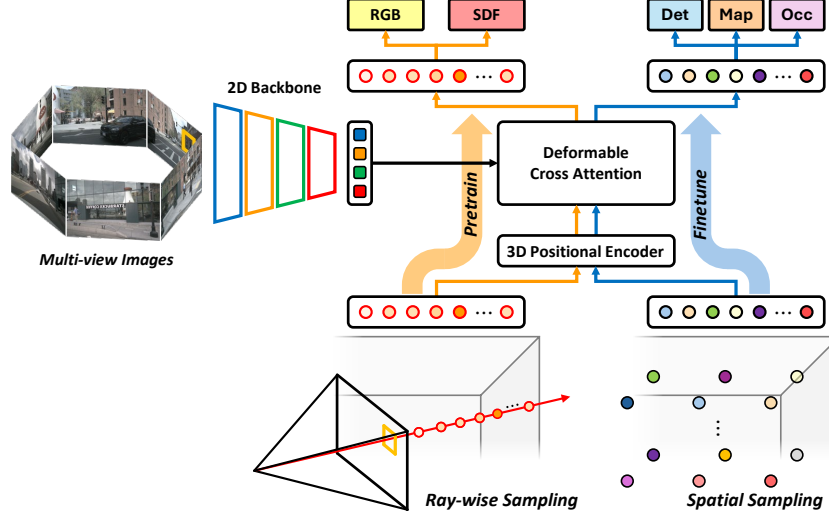 RGB
SDF
Det
Map
Occ
2D Backbone
Deformable
Cross Attention
Pretrain
Finetune
Multi-view Images
3D Positional Encoder
Ray-wise Sampling
Spatial Sampling